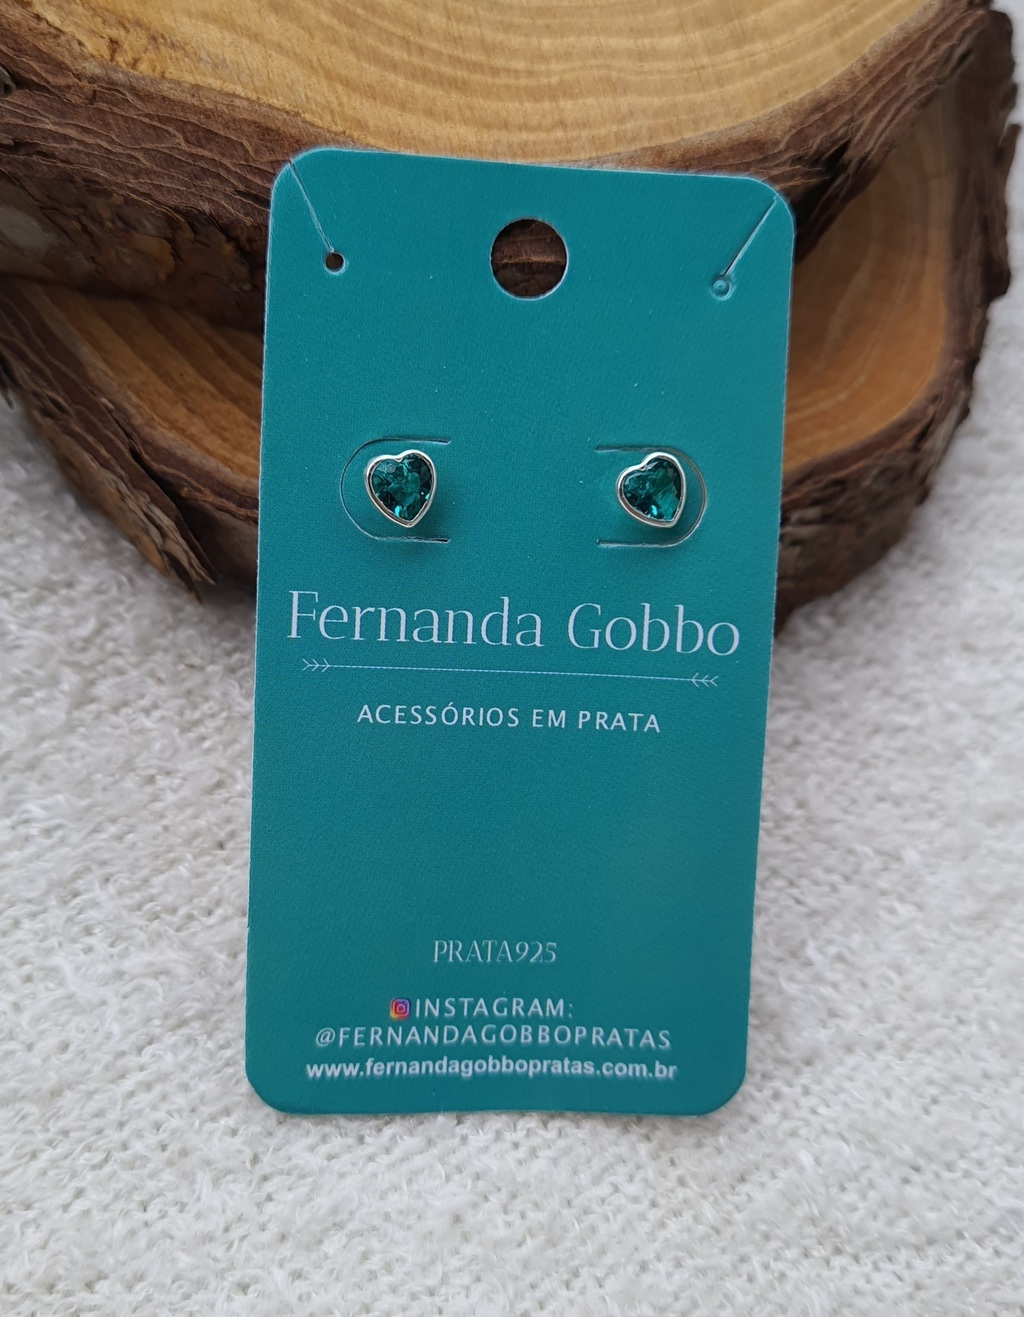 Fernanda Gobbo
ACESSÓRIOS EM PRATA
PRATA925
INSTAGRAM:
@FERNANDAGOBBOPRATAS
www.fernandagobbopratas.com.br